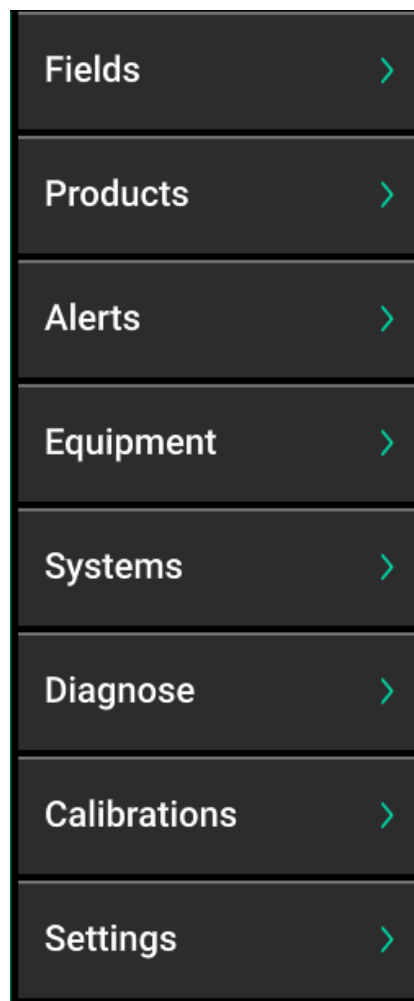 Fields
Products
Alerts
Equipment
Systems
Diagnose
Calibrations
Settings